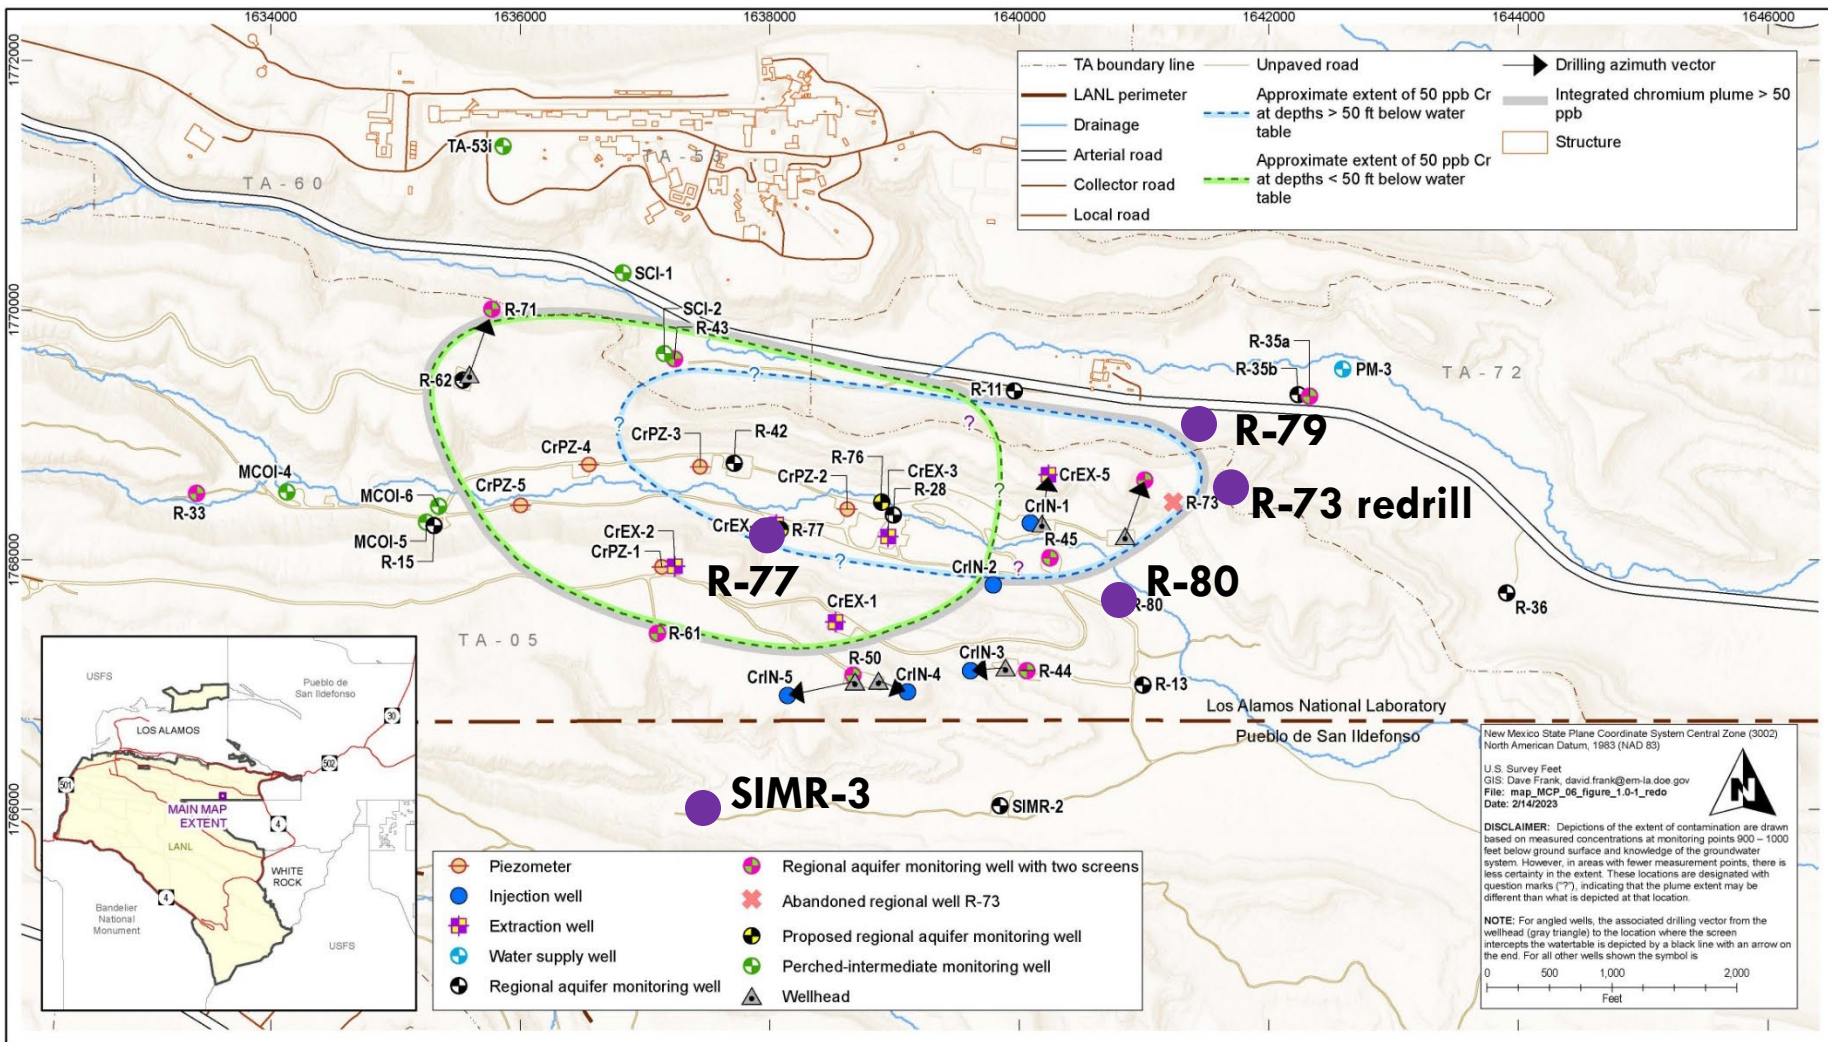 1634000
1636000
1638000
1640000
1642000
1644000
1646000
1772000
1770000
1768000
1766000
TA boundary line
LANL perimeter
Drainage
Arterial road
Collector road
Local road
Unpaved road
Approximate extent of 50 ppb Cr
at depths > 50 ft below water
table
Approximate extent of 50 ppb Cr
at depths < 50 ft below water
table
Drilling azimuth vector
Integrated chromium plume > 50
ppb
Structure
TA-53i
TA-53
TA-60
SCI-1
R-71
SCI-2
R-43
R-62
R-11
R-35a
R-35b
PM-3
TA-72
?
?
?
?
?
?
R-79
R-42
CrPZ-3
CrPZ-4
R-76
CrEX-3
R-28
CrPZ-2
CrEX-5
MCOI-4
MCOI-6
CrPZ-5
R-33
MCOI-5
R-15
CrIN-1
R-73
R-73 redrill
CrEX-
R-77
CrEX-2
CrPZ-1
R-45
CrIN-2
R-77
R-80
R-80
R-36
CrEX-1
R-61
TA-05
R-50
CrIN-5
CrIN-4
CrIN-3
R-44
R-13
Los Alamos National Laboratory
Pueblo de San Ildefonso
SIMR-3
SIMR-2
USFS
Pueblo de
San Ildefonso
30
LOS ALAMOS
502
501
MAIN MAP
EXTENT
4
LANL
WHITE
ROCK
4
Bandelier
National
Monument
USFS
Piezometer
Injection well
Extraction well
Water supply well
Regional aquifer monitoring well
Regional aquifer monitoring well with two screens
Abandoned regional well R-73
Proposed regional aquifer monitoring well
Perched-intermediate monitoring well
Wellhead
New Mexico State Plane Coordinate System Central Zone (3002)
North American Datum, 1983 (NAD 83)
U.S. Survey Feet
GIS: Dave Frank, david.frank@em-la.doe.gov
File: map_MCP_06_figure_1.0-1_redo
Date: 2/14/2023
N
DISCLAIMER: Depictions of the extent of contamination are drawn
based on measured concentrations at monitoring points 900 – 1000
feet below ground surface and knowledge of the groundwater
system. However, in areas with fewer measurement points, there is
less certainty in the extent. These locations are designated with
question marks ("?"), indicating that the plume extent may be
different than what is depicted at that location.
NOTE: For angled wells, the associated drilling vector from the
wellhead (gray triangle) to the location where the screen
intercepts the watertable is depicted by a black line with an arrow on
the end. For all other wells shown the symbol is
0 500 1,000 2,000
Feet